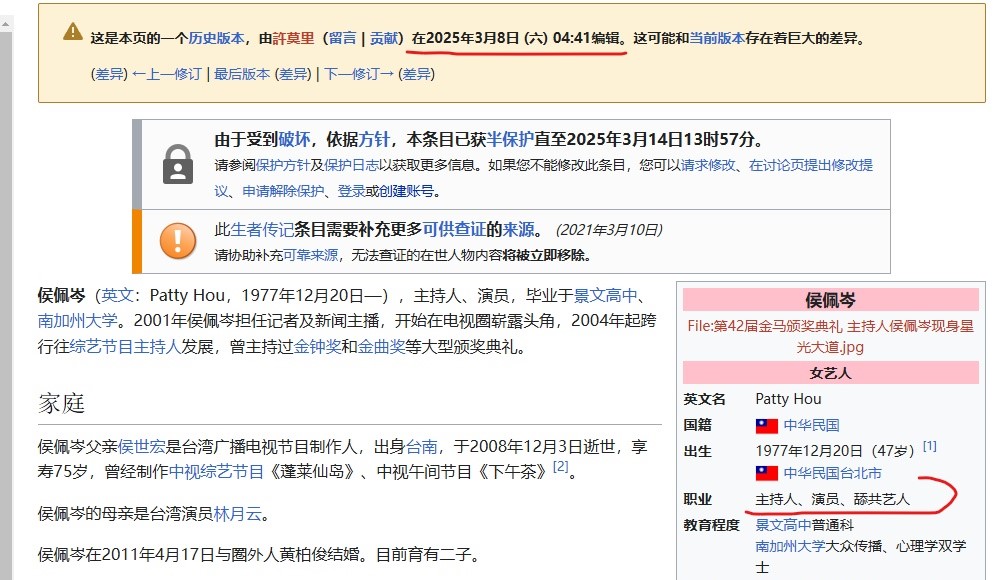 这是本页的一个历史版本，由許莫里（留言 | 贡献）在2025年3月8日 (六) 04:41编辑。这可能和当前版本存在着巨大的差异。
(差异) ←上一修订 | 最后版本 (差异) | 下一修订→ (差异)
由于受到破坏，依据方针，本条目已获半保护直至2025年3月14日13时57分。
请参阅保护方针及保护日志以获取更多信息。如果您不能修改此条目，您可以请求修改、在讨论页提出修改提
议、申请解除保护、登录或创建账号。
此生者传记条目需要补充更多可供查证的来源。 (2021年3月10日)
请协助补充可靠来源，无法查证的在世人物内容将被立即移除。
侯佩岑（英文：Patty Hou，1977年12月20日—），主持人、演员，毕业于景文高中、
南加州大学。2001年侯佩岑担任记者及新闻主播，开始在电视圈崭露头角，2004年起跨
行往综艺节目主持人发展，曾主持过金钟奖和金曲奖等大型颁奖典礼。
家庭
侯佩岑父亲侯世宏是台湾广播电视节目制作人，出身台南，于2008年12月3日逝世，享
寿75岁，曾经制作中视综艺节目《蓬莱仙岛》、中视午间节目《下午茶》[2]。
侯佩岑的母亲是台湾演员林月云。
侯佩岑在2011年4月17日与圈外人黄柏俊结婚。目前育有二子。
侯佩岑
File:第42届金马颁奖典礼 主持人侯佩岑现身星
光大道.jpg
女艺人
英文名 Patty Hou
国籍 中华民国
出生 1977年12月20日（47岁）[1]
中华民国台北市
职业 主持人、演员、舔共艺人
教育程度 景文高中普通科
南加州大学大众传播、心理学双学
士